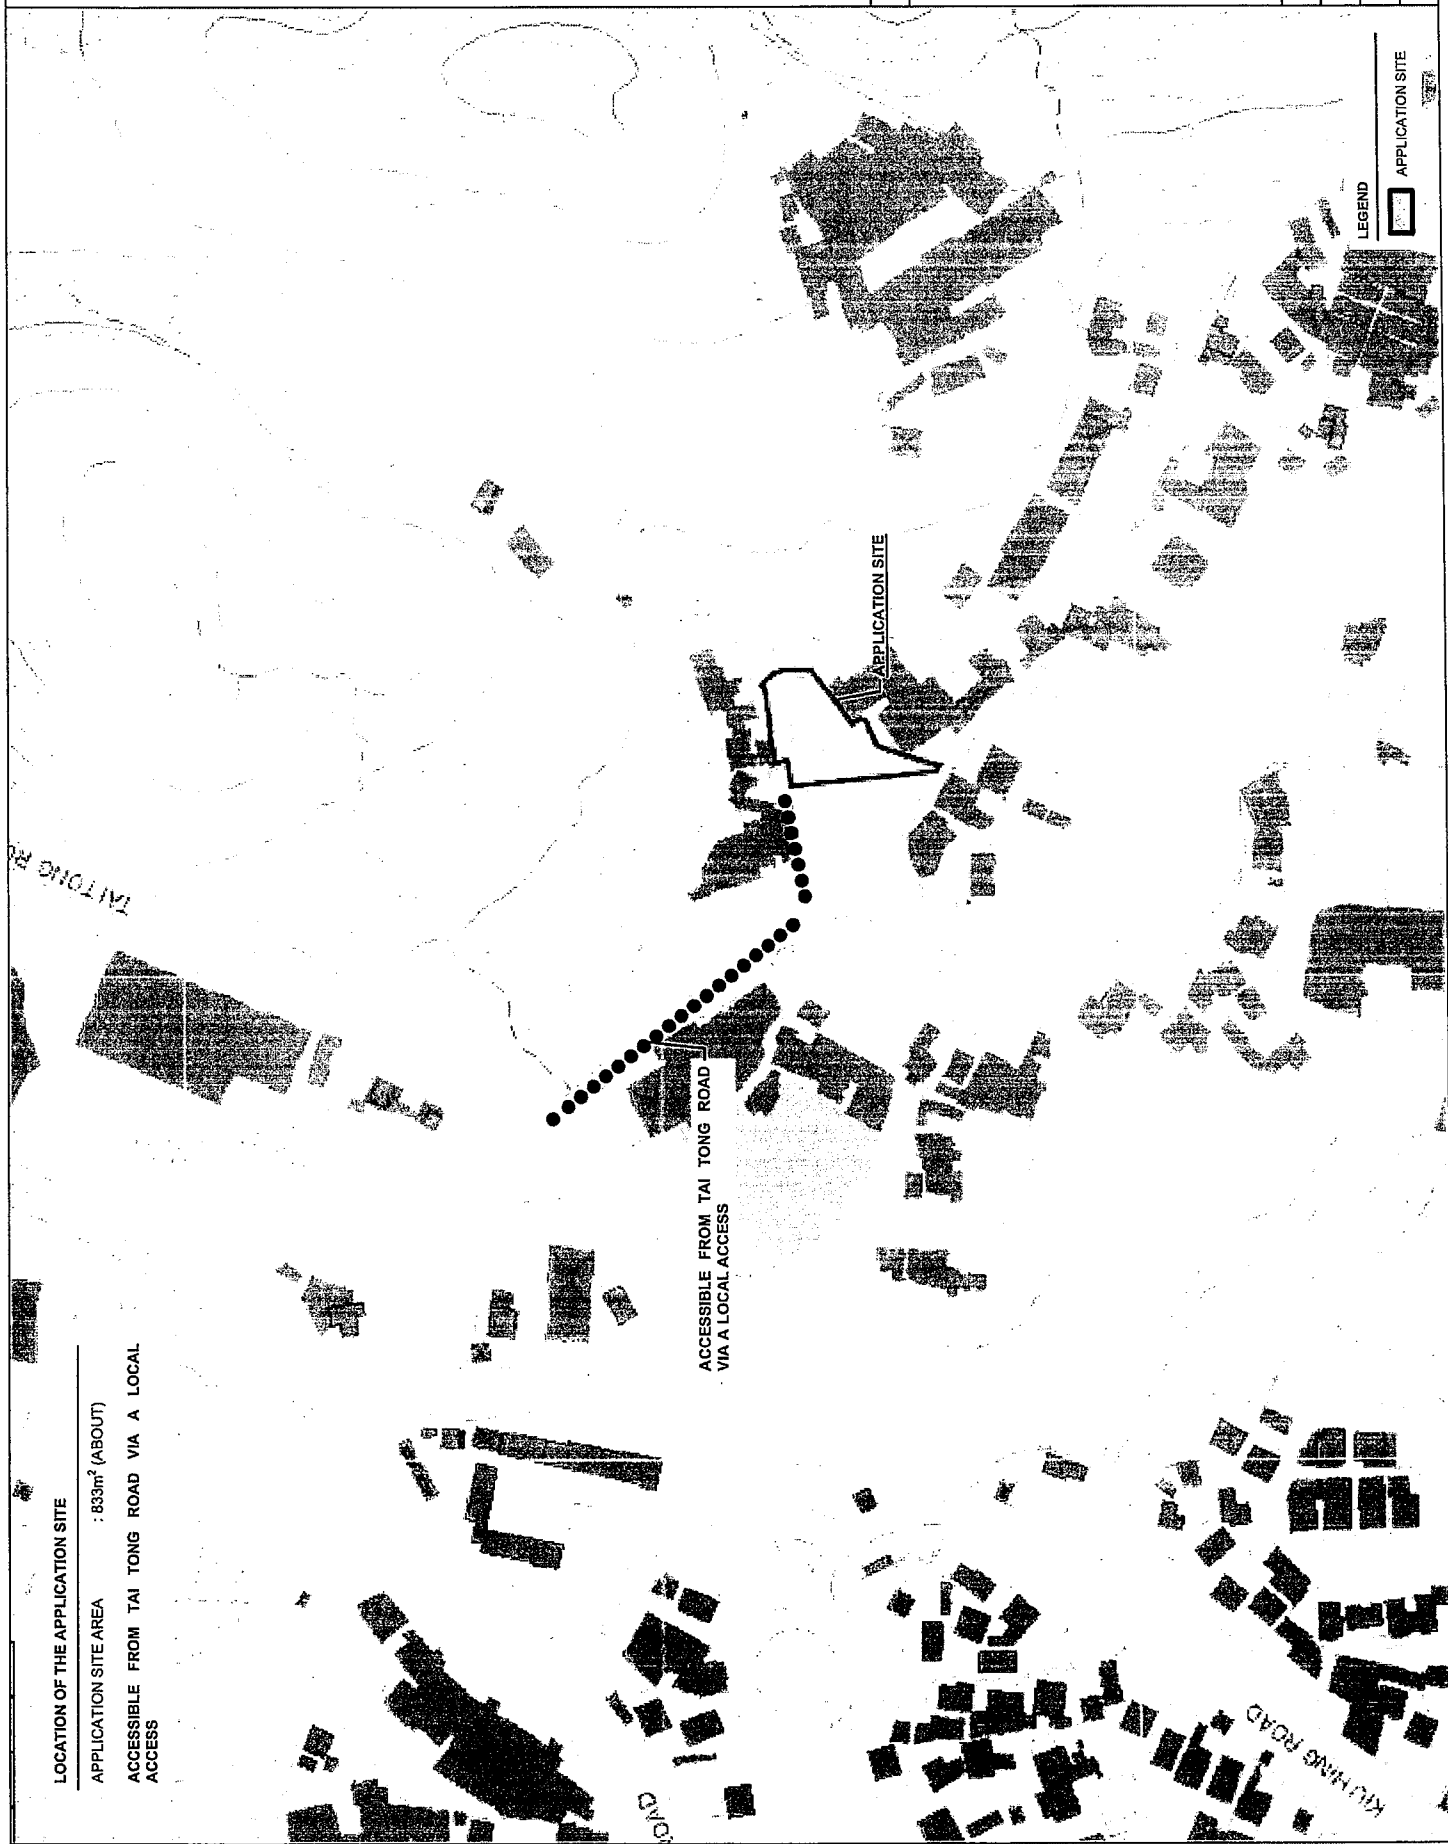 LOCATION OF THE APPLICATION SITE
APPLICATION SITE AREA : 833m² (ABOUT)
ACCESSIBLE FROM TAI TONG ROAD VIA A LOCAL
ACCESS
TAI TONG
ACCESSIBLE FROM TAI TONG ROAD
VIA A LOCAL ACCESS
APPLICATION SITE
KIU HING ROAD
LEGEND
APPLICATION SITE